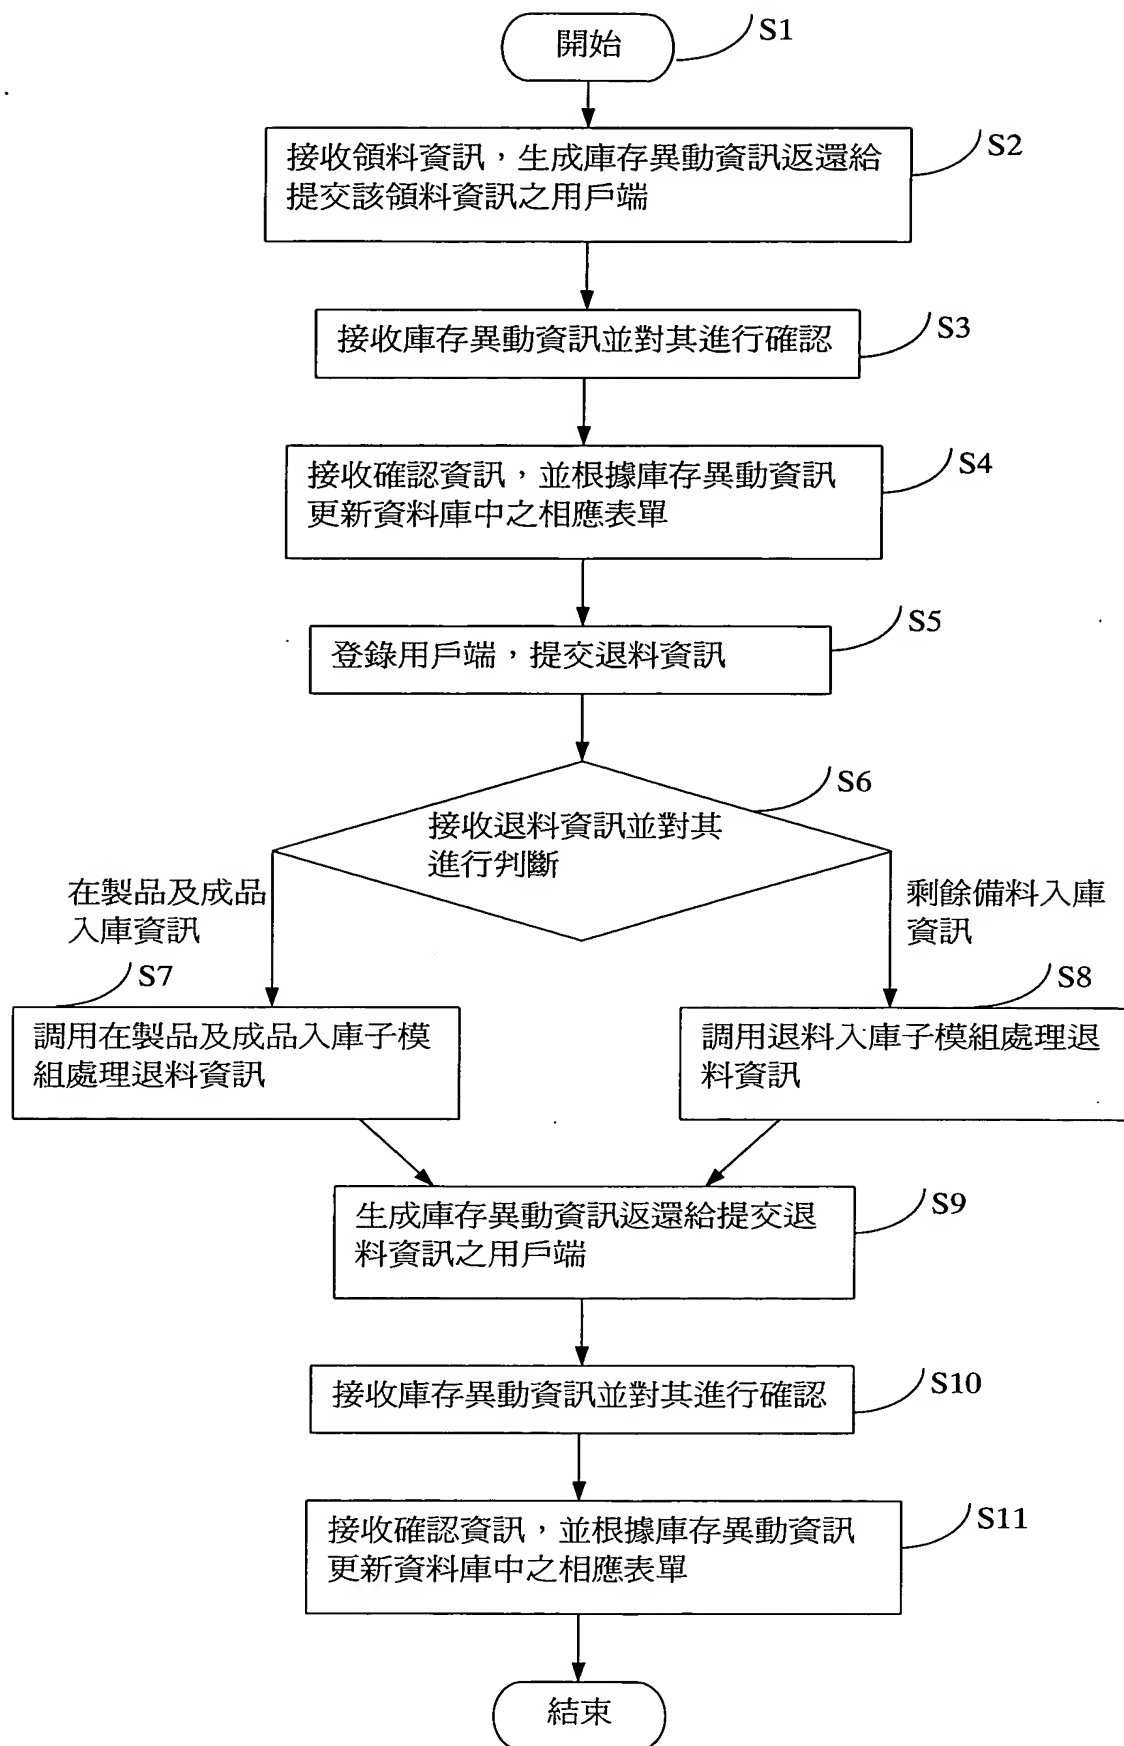 開始
S1
接收領料資訊，生成庫存異動資訊返還給
提交該領料資訊之用戶端
S2
接收庫存異動資訊並對其進行確認
S3
接收確認資訊，並根據庫存異動資訊
更新資料庫中之相應表單
S4
登錄用戶端，提交退料資訊
S5
接收退料資訊並對其
進行判斷
S6
在製品及成品
入庫資訊
剩餘備料入庫
資訊
S7
調用在製品及成品入庫子模
組處理退料資訊
S8
調用退料入庫子模組處理退
料資訊
生成庫存異動資訊返還給提交退
料資訊之用戶端
S9
接收庫存異動資訊並對其進行確認
S10
接收確認資訊，並根據庫存異動資訊
更新資料庫中之相應表單
S11
結束